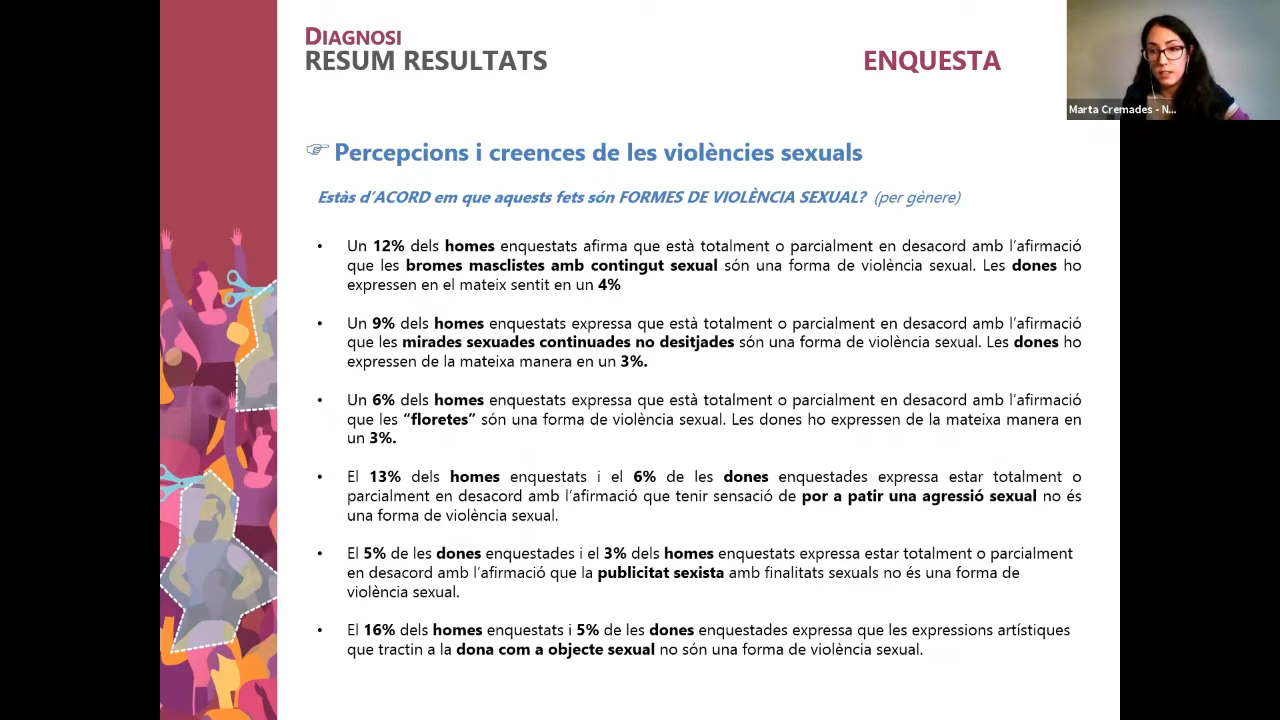 DIAGNOSI
RESUM RESULTATS
ENQUESTA
Marta Cremades - N...
☞ Percepcions i creences de les violències sexuals
Estàs d’ACORD em que aquests fets són FORMES DE VIOLÈNCIA SEXUAL? (per gènere)
• Un 12% dels homes enquestats afirma que està totalment o parcialment en desacord amb l’afirmació
que les bromes masclistes amb contingut sexual són una forma de violència sexual. Les dones ho
expressen en el mateix sentit en un 4%
• Un 9% dels homes enquestats expressa que està totalment o parcialment en desacord amb l’afirmació
que les mirades sexuades continuades no desitjades són una forma de violència sexual. Les dones ho
expressen de la mateixa manera en un 3%.
• Un 6% dels homes enquestats expressa que està totalment o parcialment en desacord amb l’afirmació
que les “floretes” són una forma de violència sexual. Les dones ho expressen de la mateixa manera en
un 3%.
• El 13% dels homes enquestats i el 6% de les dones enquestades expressa estar totalment o
parcialment en desacord amb l’afirmació que tenir sensació de por a patir una agressió sexual no és
una forma de violència sexual.
• El 5% de les dones enquestades i el 3% dels homes enquestats expressa estar totalment o parcialment
en desacord amb l’afirmació que la publicitat sexista amb finalitats sexuals no és una forma de
violència sexual.
• El 16% dels homes enquestats i 5% de les dones enquestades expressa que les expressions artístiques
que tractin a la dona com a objecte sexual no són una forma de violència sexual.